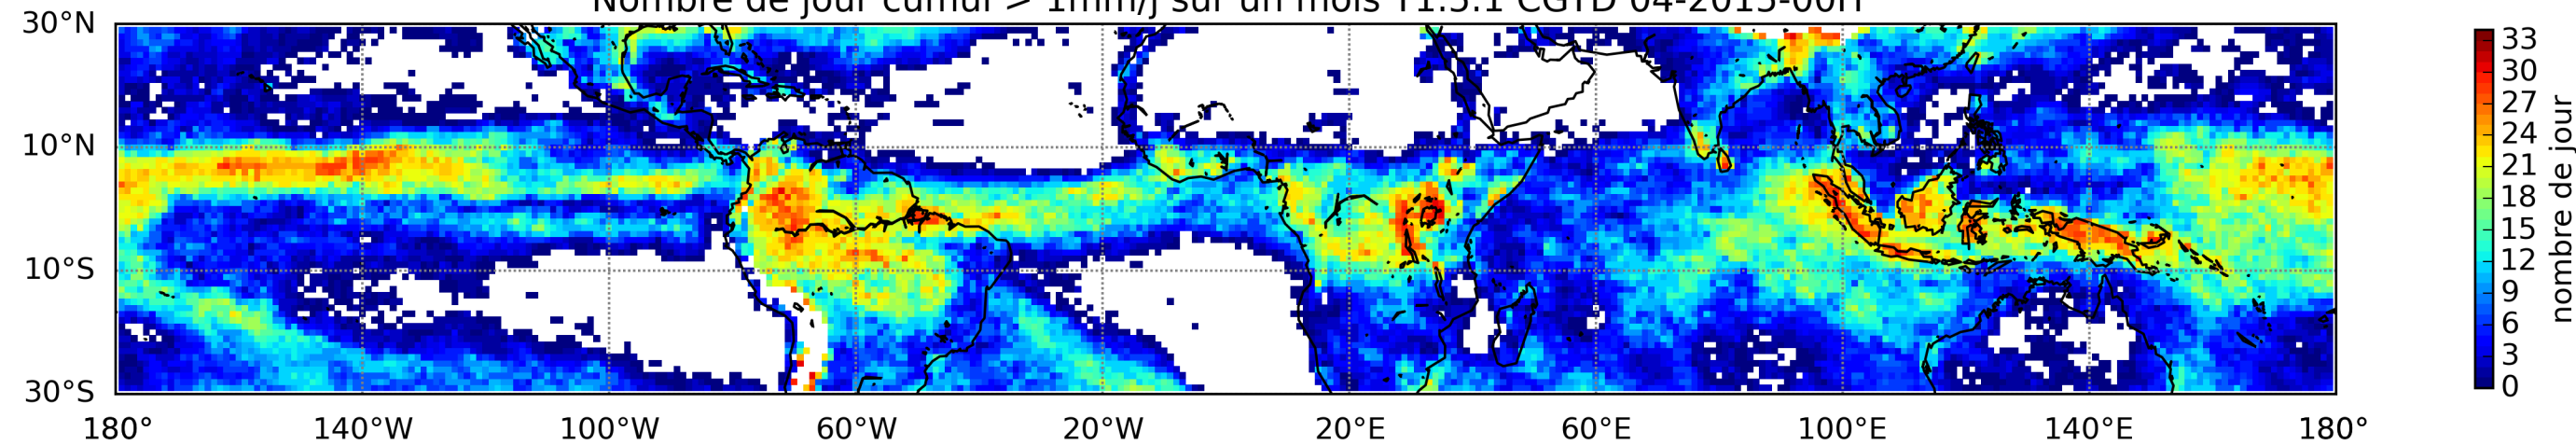 Nombre de jour cumul > 1mm/j sur un mois T1.5.1 CGTD 04-2015-00H
30°N
10°N
10°S
30°S
180° 140°W 100°W 60°W 20°W 20°E 60°E 100°E 140°E 180°
33
30
27
24
21
18
15
12
9
6
3
0
nombre de jour